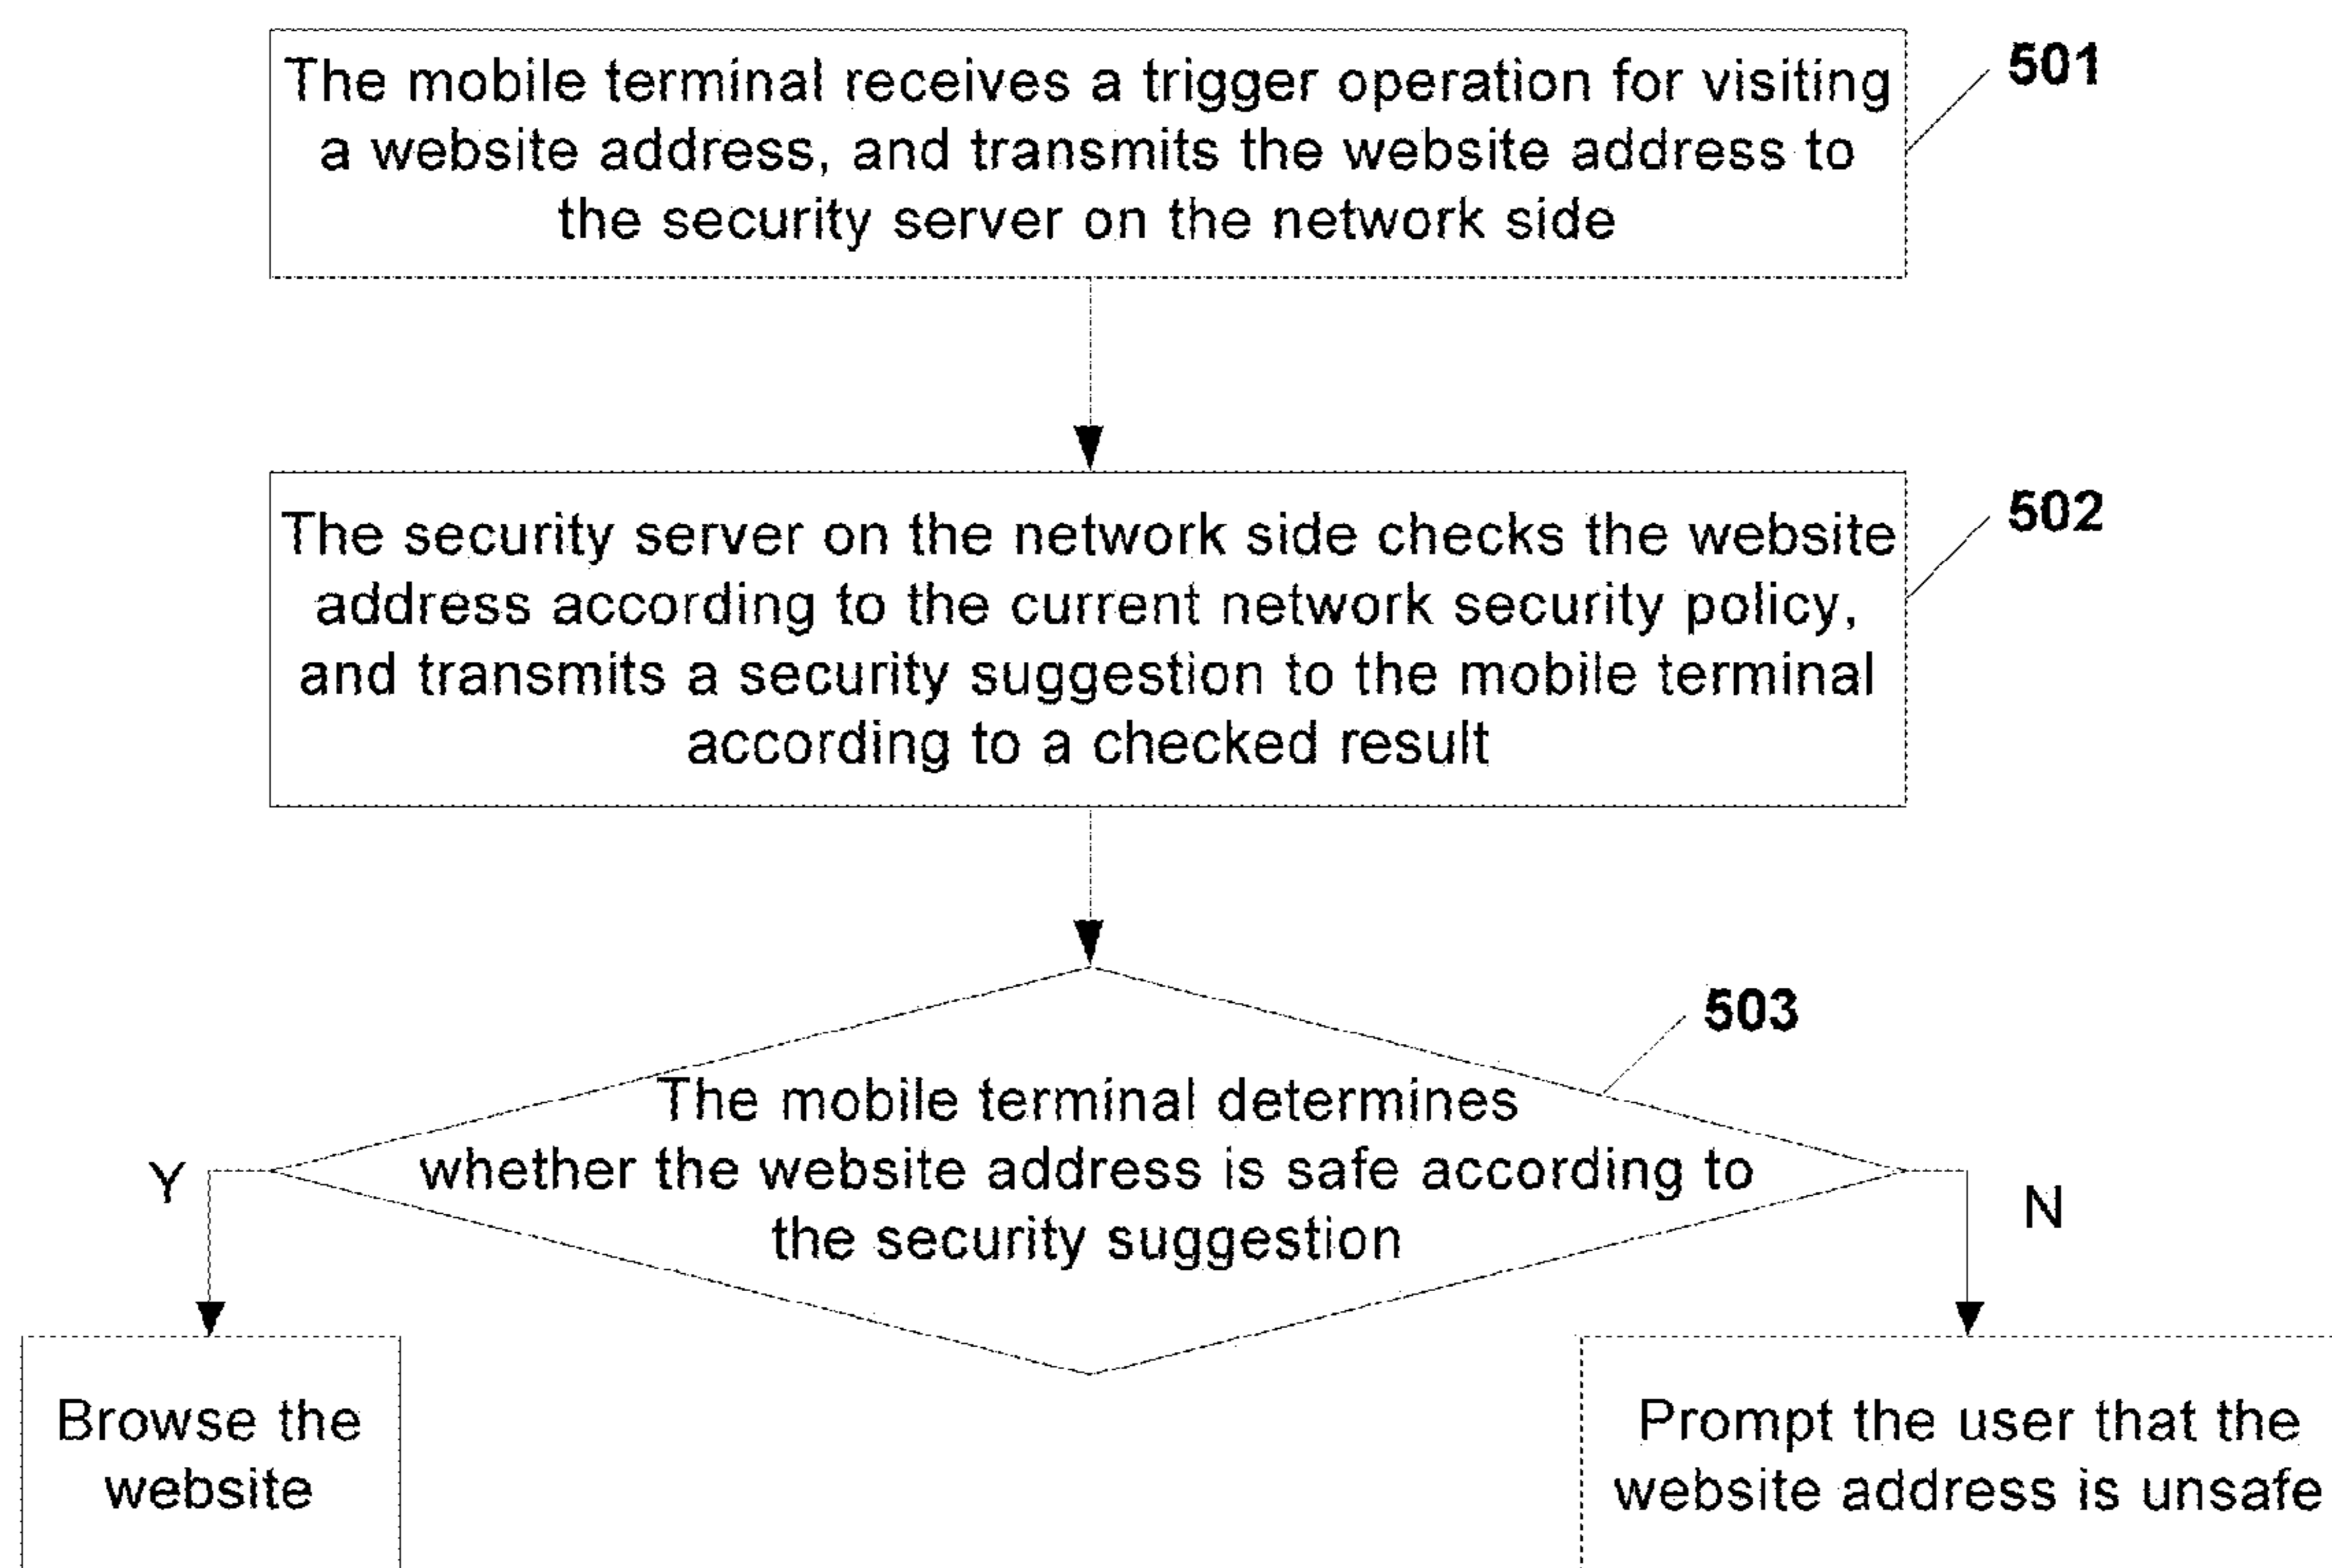 The mobile terminal receives a trigger operation for visiting
a website address, and transmits the website address to
the security server on the network side
501
The security server on the network side checks the website
address according to the current network security policy,
and transmits a security suggestion to the mobile terminal
according to a checked result
502
503
The mobile terminal determines
whether the website address is safe according to
the security suggestion
Y
N
Browse the
website
Prompt the user that the
website address is unsafe